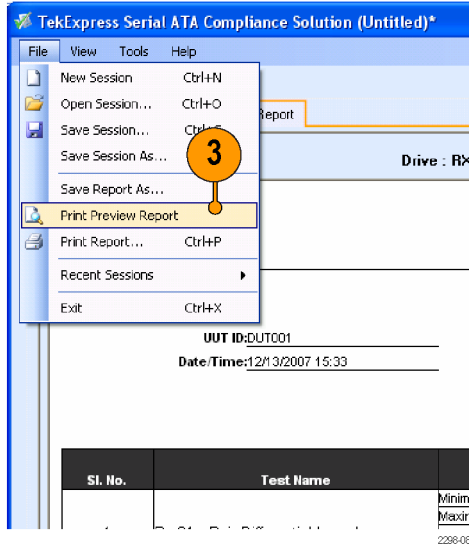 TekExpress Serial ATA Compliance Solution (Untitled)*
File View Tools Help
New Session Ctrl+N
Open Session... Ctrl+O
Report
Save Session...
3
Save Session As...
Drive : RX
Save Report As...
Print Preview Report
Print Report... Ctrl+P
Recent Sessions
Exit Ctrl+X
UUT ID:DUT001
Date/Time:12/13/2007 15:33
Sl. No. Test Name
Minim
Maxin
2298-08